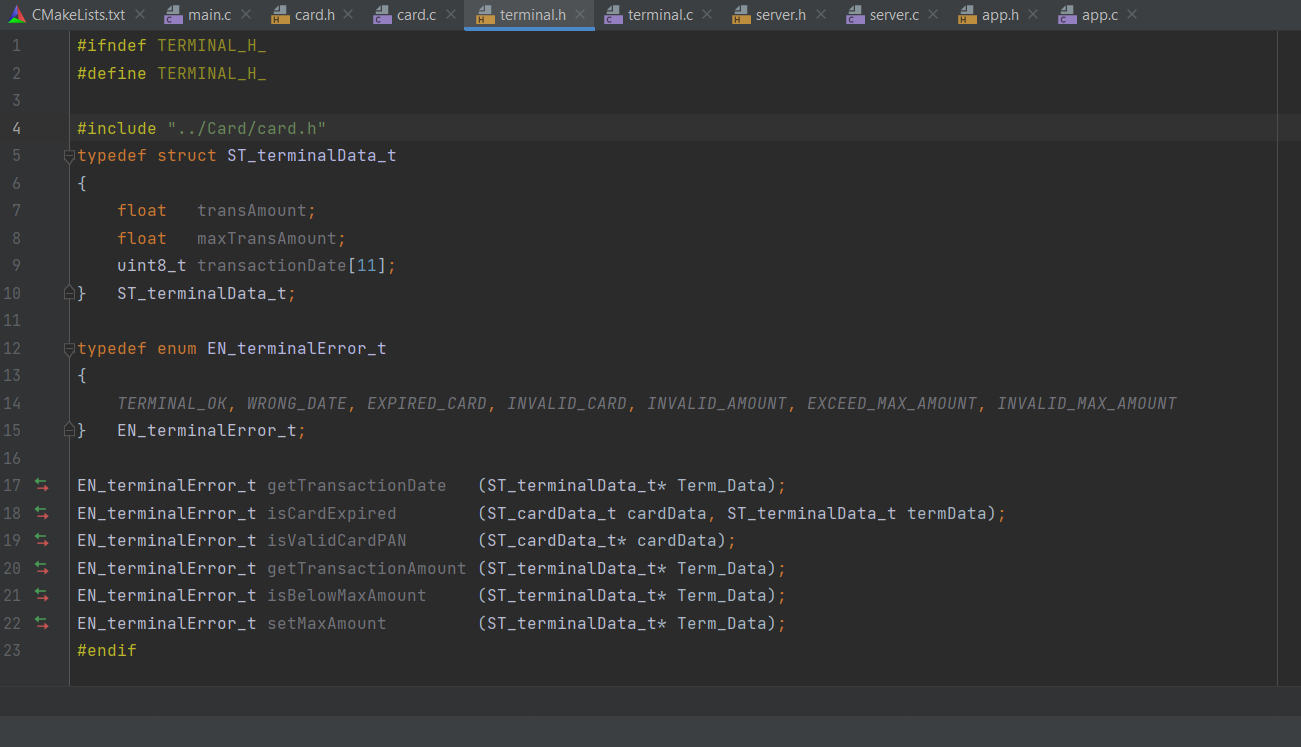 CMakeLists.txt main.c card.h card.c terminal.h terminal.c server.h server.c app.h app.c
1 #ifndef TERMINAL_H_
2 #define TERMINAL_H_
3
4 #include "../Card/card.h"
5 typedef struct ST_terminalData_t
6 {
7     float   transAmount;
8     float   maxTransAmount;
9     uint8_t transactionDate[11];
10 }   ST_terminalData_t;
11
12 typedef enum EN_terminalError_t
13 {
14     TERMINAL_OK, WRONG_DATE, EXPIRED_CARD, INVALID_CARD, INVALID_AMOUNT, EXCEED_MAX_AMOUNT, INVALID_MAX_AMOUNT
15 }   EN_terminalError_t;
16
17 EN_terminalError_t getTransactionDate   (ST_terminalData_t* Term_Data);
18 EN_terminalError_t isCardExpired        (ST_cardData_t cardData, ST_terminalData_t termData);
19 EN_terminalError_t isValidCardPAN       (ST_cardData_t* cardData);
20 EN_terminalError_t getTransactionAmount (ST_terminalData_t* Term_Data);
21 EN_terminalError_t isBelowMaxAmount     (ST_terminalData_t* Term_Data);
22 EN_terminalError_t setMaxAmount         (ST_terminalData_t* Term_Data);
23 #endif